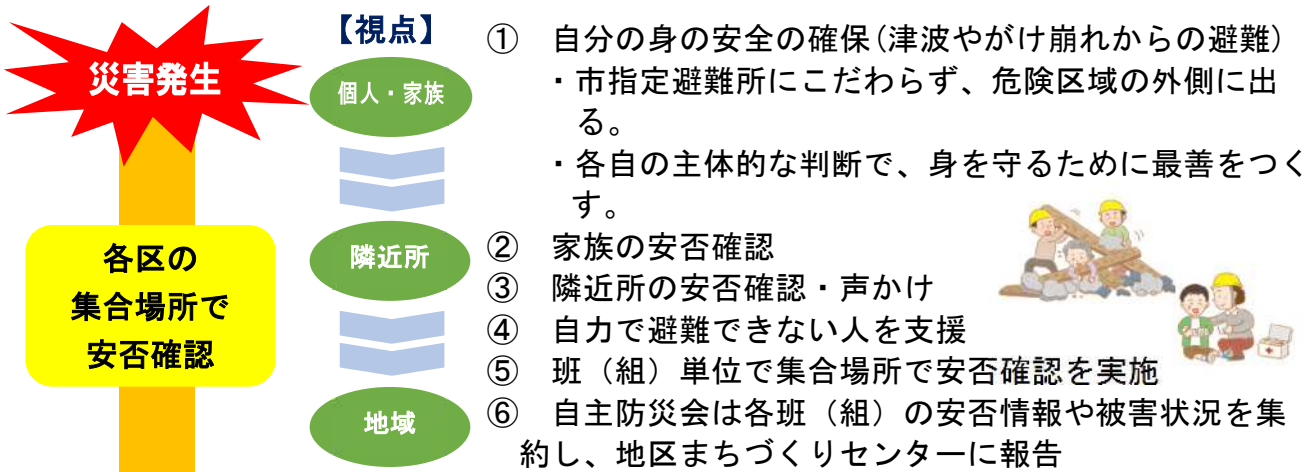 災害発生
各区の
集合場所で
安否確認
【視点】
個人・家族
隣近所
地域
① 自分の身の安全の確保(津波やがけ崩れからの避難)
・市指定避難所にこだわらず、危険区域の外側に出
る。
・各自の主体的な判断で、身を守るために最善をつく
す。
② 家族の安否確認
③ 隣近所の安否確認・声かけ
④ 自力で避難できない人を支援
⑤ 班（組）単位で集合場所で安否確認を実施
⑥ 自主防災会は各班（組）の安否情報や被害状況を集
約し、地区まちづくりセンターに報告